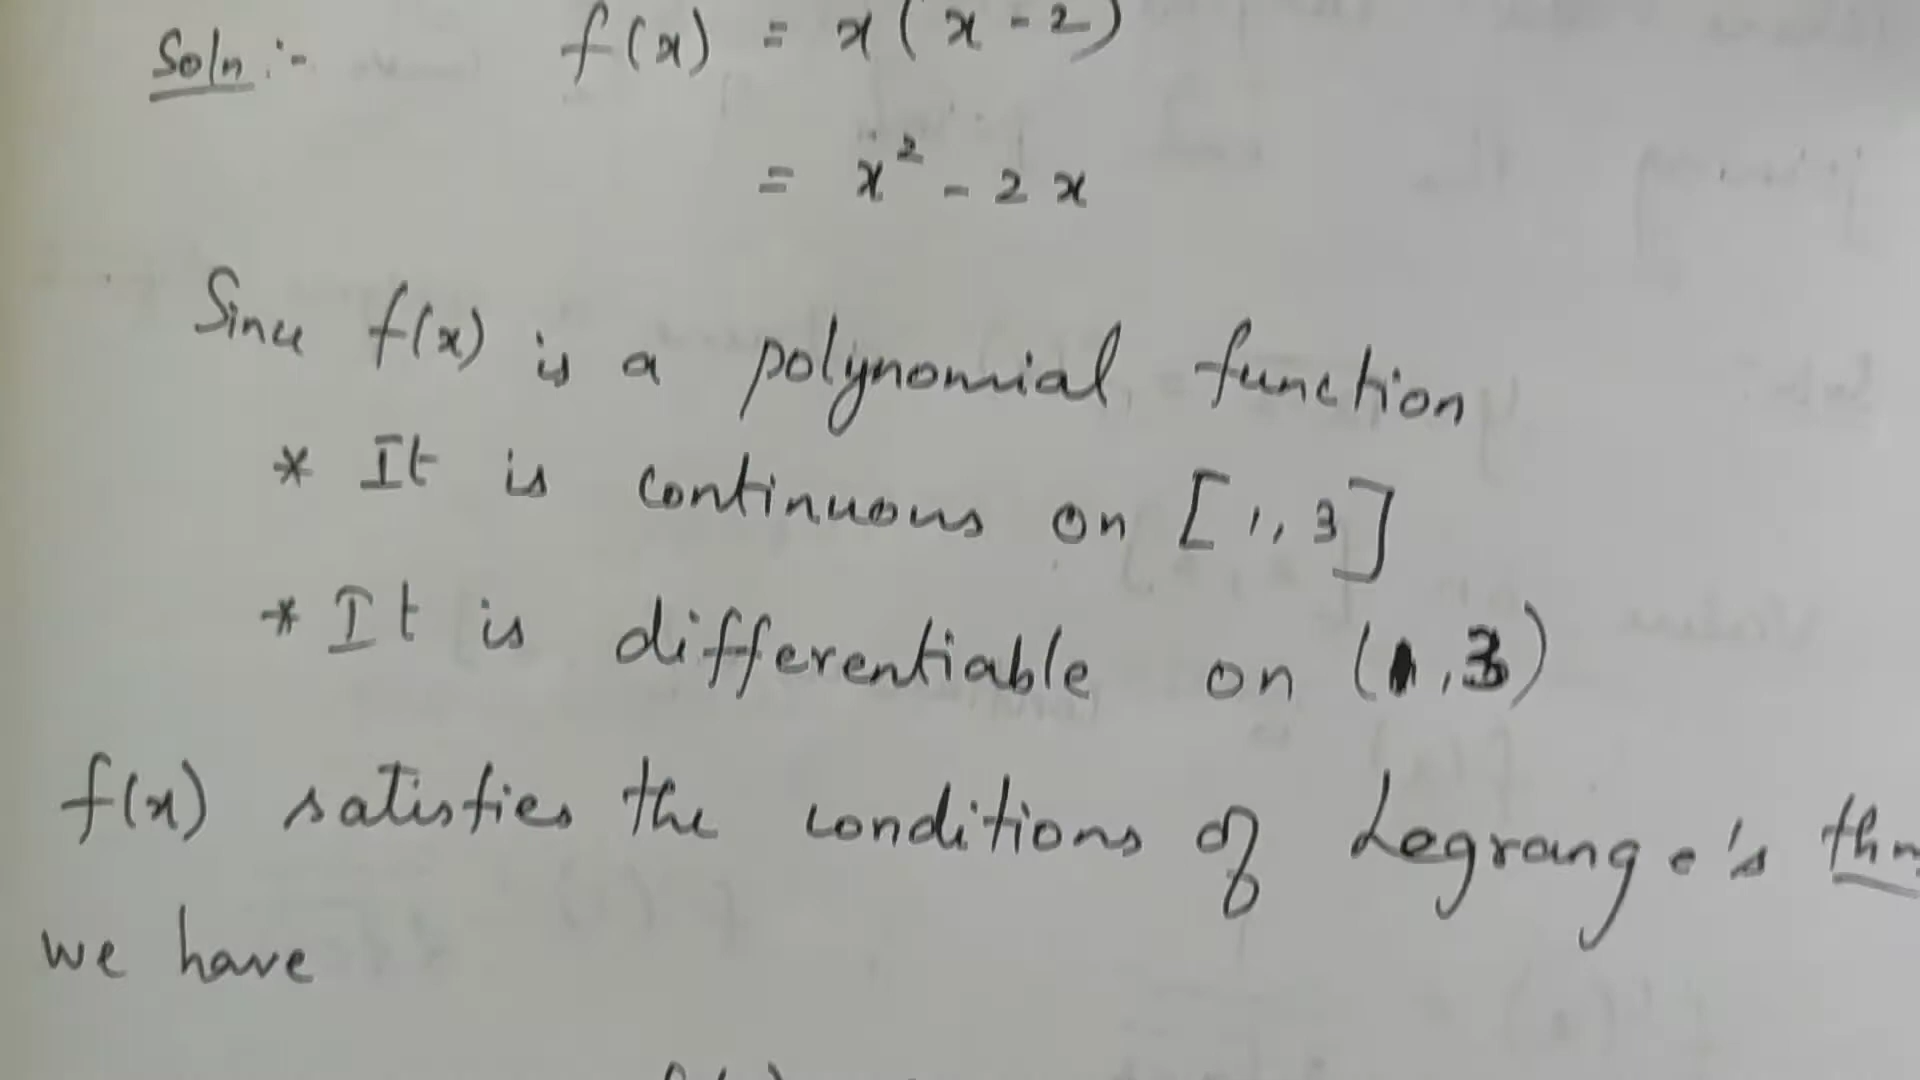 Soln :- f(x) = x(x-2)
= x² - 2x
Since f(x) is a polynomial function
* It is continuous on [1, 3]
* It is differentiable on (1, 3)
f(x) satisfies the conditions of Legrange's thm
we have